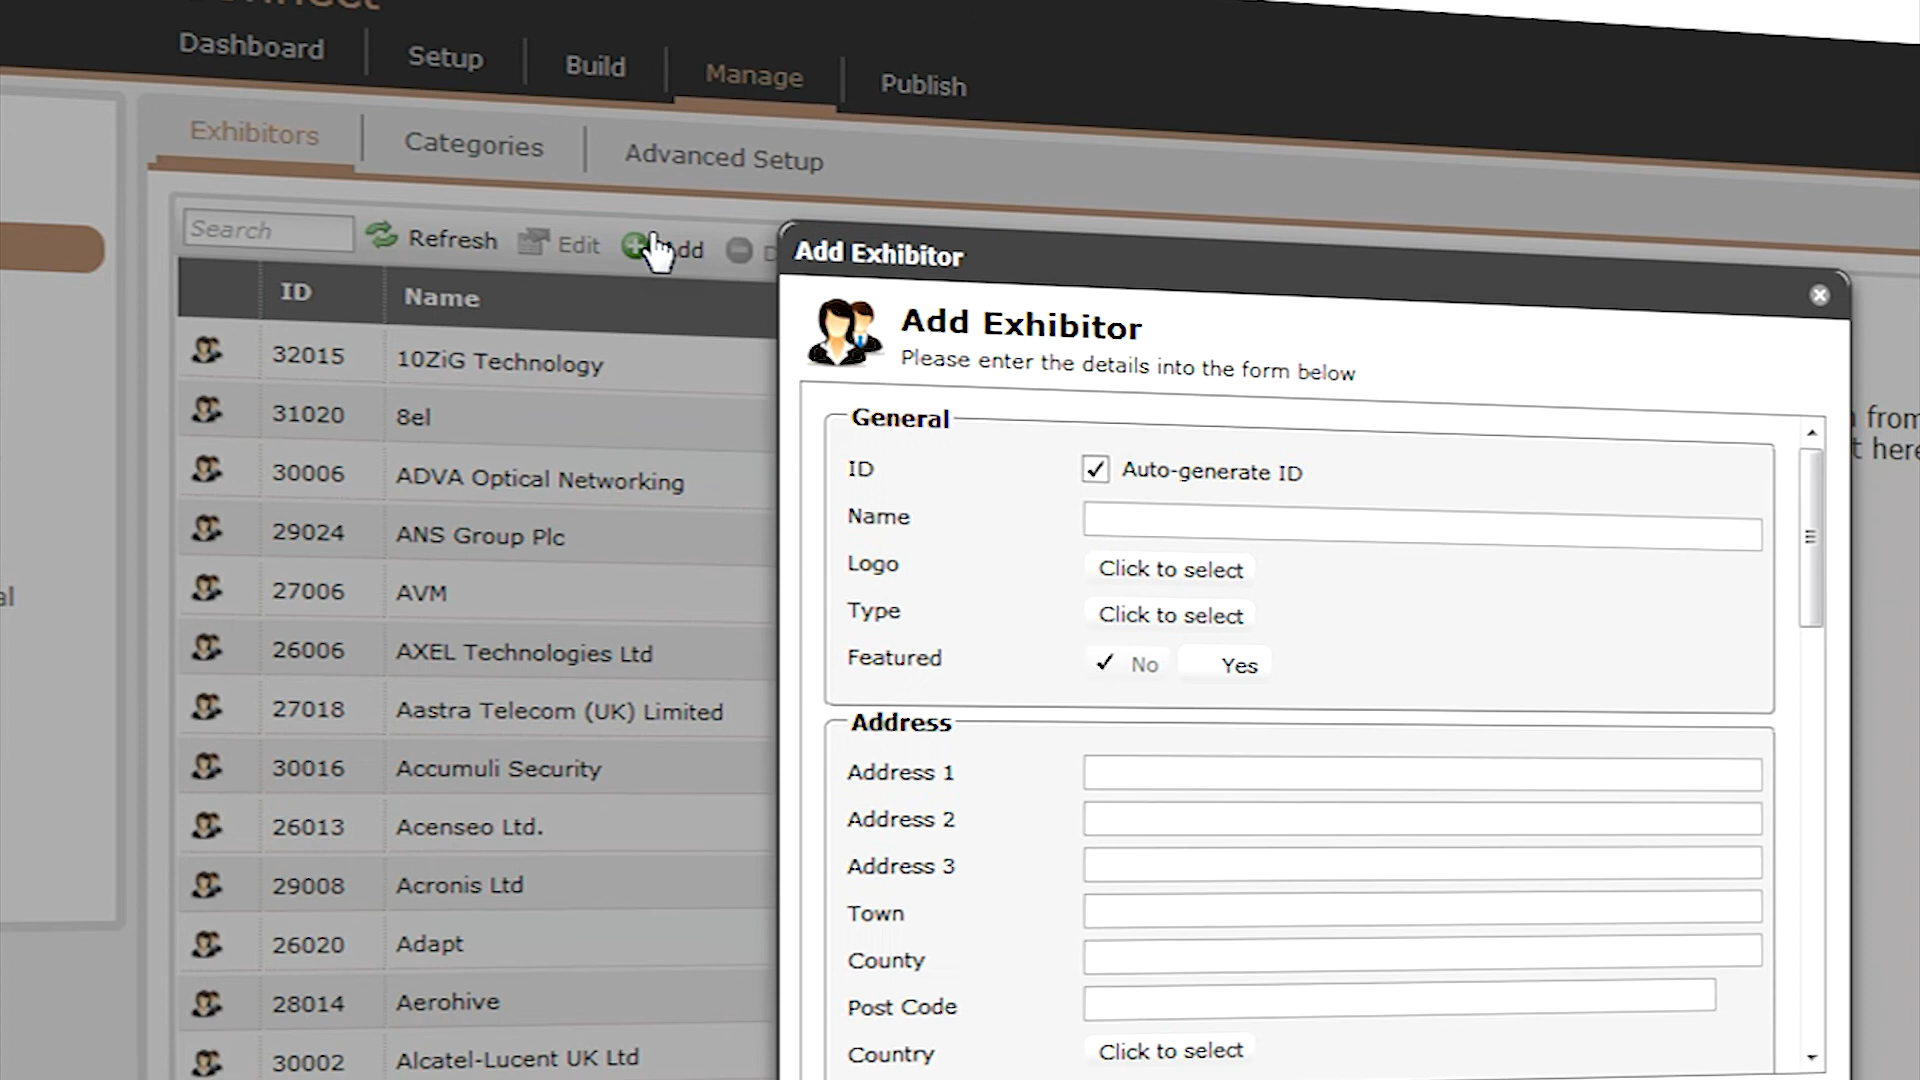 Dashboard
Setup
Build
Manage
Publish
Exhibitors
Categories
Advanced Setup
Search
Refresh
Edit
ID
Name
32015 10ZiG Technology
31020 8el
30006 ADVA Optical Networking
29024 ANS Group Plc
27006 AVM
26006 AXEL Technologies Ltd
27018 Aastra Telecom (UK) Limited
30016 Accumuli Security
26013 Acenseo Ltd.
29008 Acronis Ltd
26020 Adapt
28014 Aerohive
30002 Alcatel-Lucent UK Ltd
Add Exhibitor
Add Exhibitor
Please enter the details into the form below
General
ID Auto-generate ID
Name
Logo Click to select
Type Click to select
Featured No Yes
Address
Address 1
Address 2
Address 3
Town
County
Post Code
Country Click to select
from
here